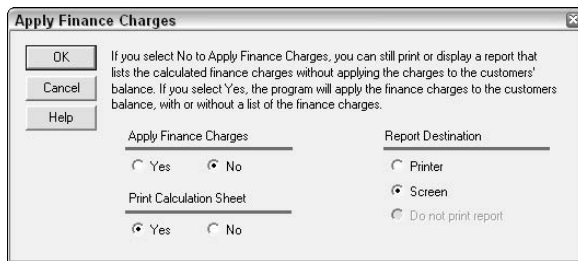 Apply Finance Charges
OK
Cancel
Help
If you select No to Apply Finance Charges, you can still print or display a report that
lists the calculated finance charges without applying the charges to the customers'
balance. If you select Yes, the program will apply the finance charges to the customers
balance, with or without a list of the finance charges.
Apply Finance Charges
Yes No
Print Calculation Sheet
Yes No
Report Destination
Printer
Screen
Do not print report